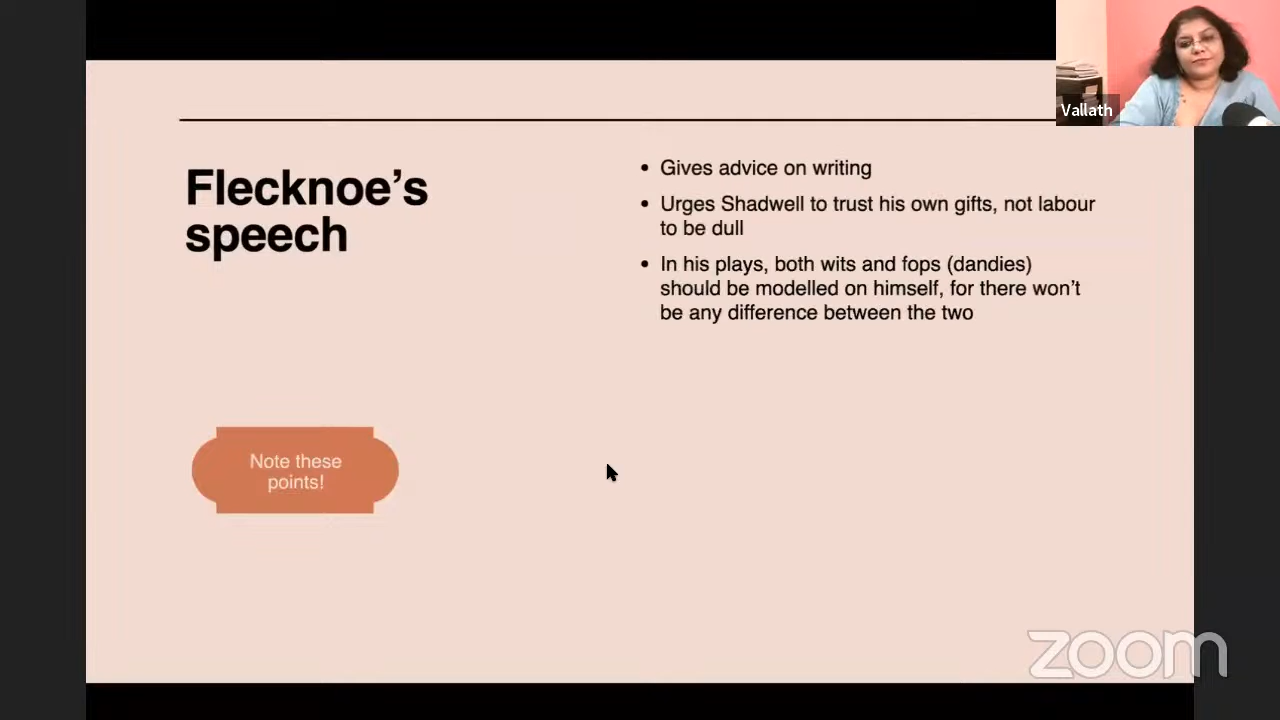 Vallath
Flecknoe’s
speech
• Gives advice on writing
• Urges Shadwell to trust his own gifts, not labour
to be dull
• In his plays, both wits and fops (dandies)
should be modelled on himself, for there won’t
be any difference between the two
Note these
points!
zoom